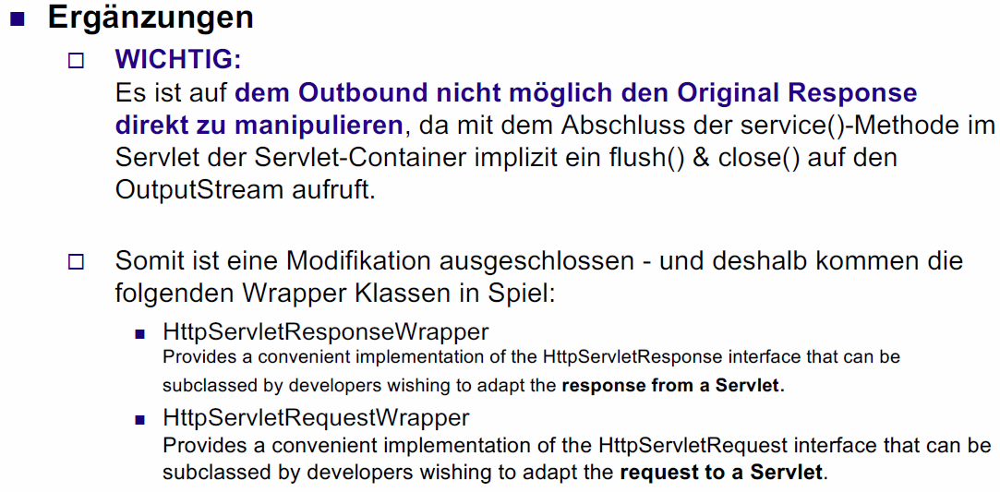 Ergänzungen
WICHTIG:
Es ist auf dem Outbound nicht möglich den Original Response
direkt zu manipulieren, da mit dem Abschluss der service()-Methode im
Servlet der Servlet-Container implizit ein flush() & close() auf den
OutputStream aufruft.
Somit ist eine Modifikation ausgeschlossen - und deshalb kommen die
folgenden Wrapper Klassen in Spiel:
HttpServletResponseWrapper
Provides a convenient implementation of the HttpServletResponse interface that can be
subclassed by developers wishing to adapt the response from a Servlet.
HttpServletRequestWrapper
Provides a convenient implementation of the HttpServletRequest interface that can be
subclassed by developers wishing to adapt the request to a Servlet.